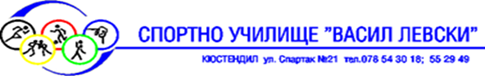 СПОРТНО УЧИЛИЩЕ "ВАСИЛ ЛЕВСКИ"
КЮСТЕНДИЛ ул. Спартак №21 тел.078 54 30 18; 55 29 49